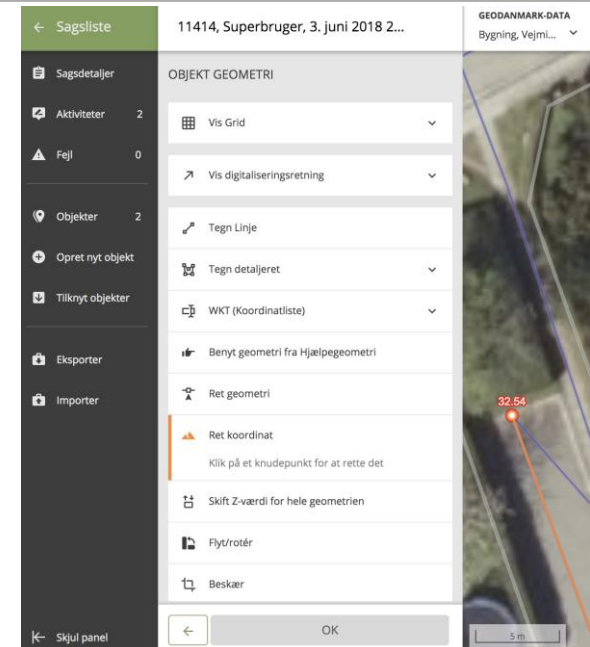 Sagsliste
11414, Superbruger, 3. juni 2018 2...
GEODANMARK-DATA
Bygning, Vejmi...
Sagsdetaljer
Aktiviteter 2
Fejl 0
Objekter 2
Opret nyt objekt
Tilknyt objekter
Eksporter
Importer
Skjul panel
OBJEKT GEOMETRI
Vis Grid
Vis digitaliseringsretning
Tegn Linje
Tegn detaljeret
WKT (Koordinatliste)
Benyt geometri fra Hjælpegeometri
Ret geometri
Ret koordinat
Klik på et knudepunkt for at rette det
Skift Z-værdi for hele geometrien
Flyt/rotér
Beskær
OK
32.54
5 m